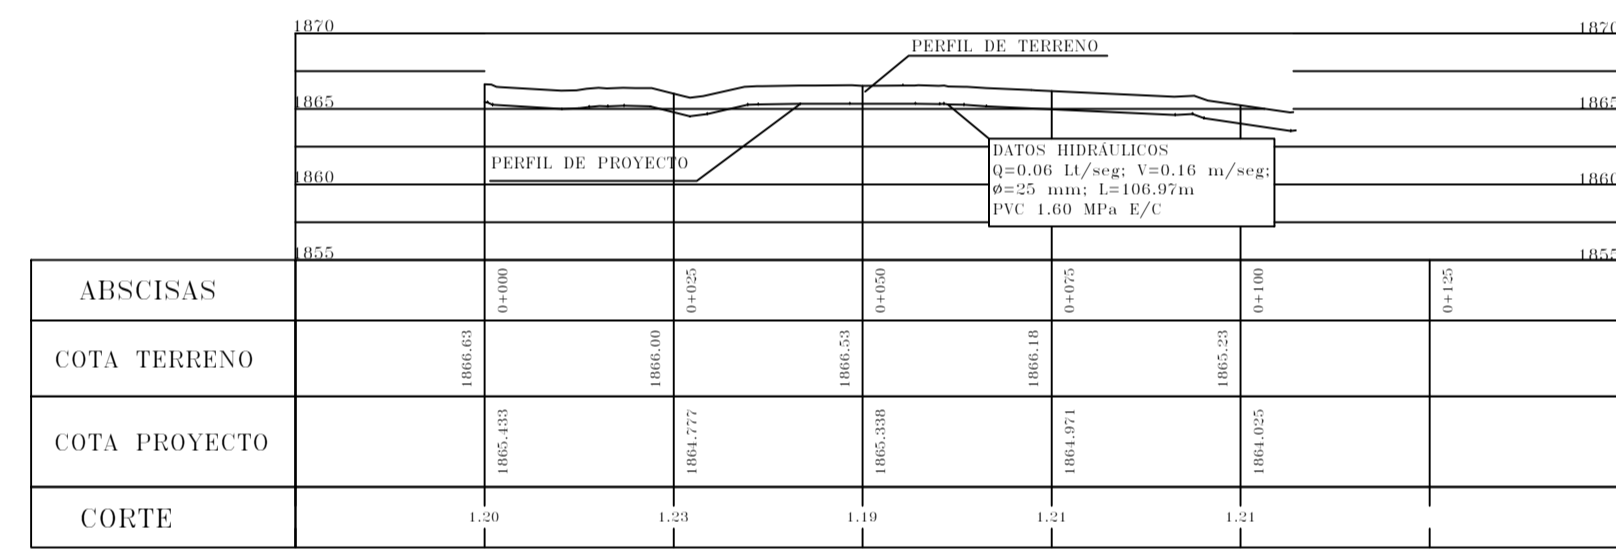 1870
1870
PERFIL DE TERRENO
1865
1865
DATOS HIDRÁULICOS
Q=0.06 Lt/seg; V=0.16 m/seg;
ø=25 mm; L=106.97m
PVC 1.60 MPa E/C
PERFIL DE PROYECTO
1860
1860
1855
1855
ABSCISAS 0+000 0+025 0+050 0+075 0+100 0+125
COTA TERRENO 1866.63 1866.00 1866.53 1866.18 1865.23
COTA PROYECTO 1865.433 1864.777 1865.338 1864.971 1864.025
CORTE 1.20 1.23 1.19 1.21 1.21